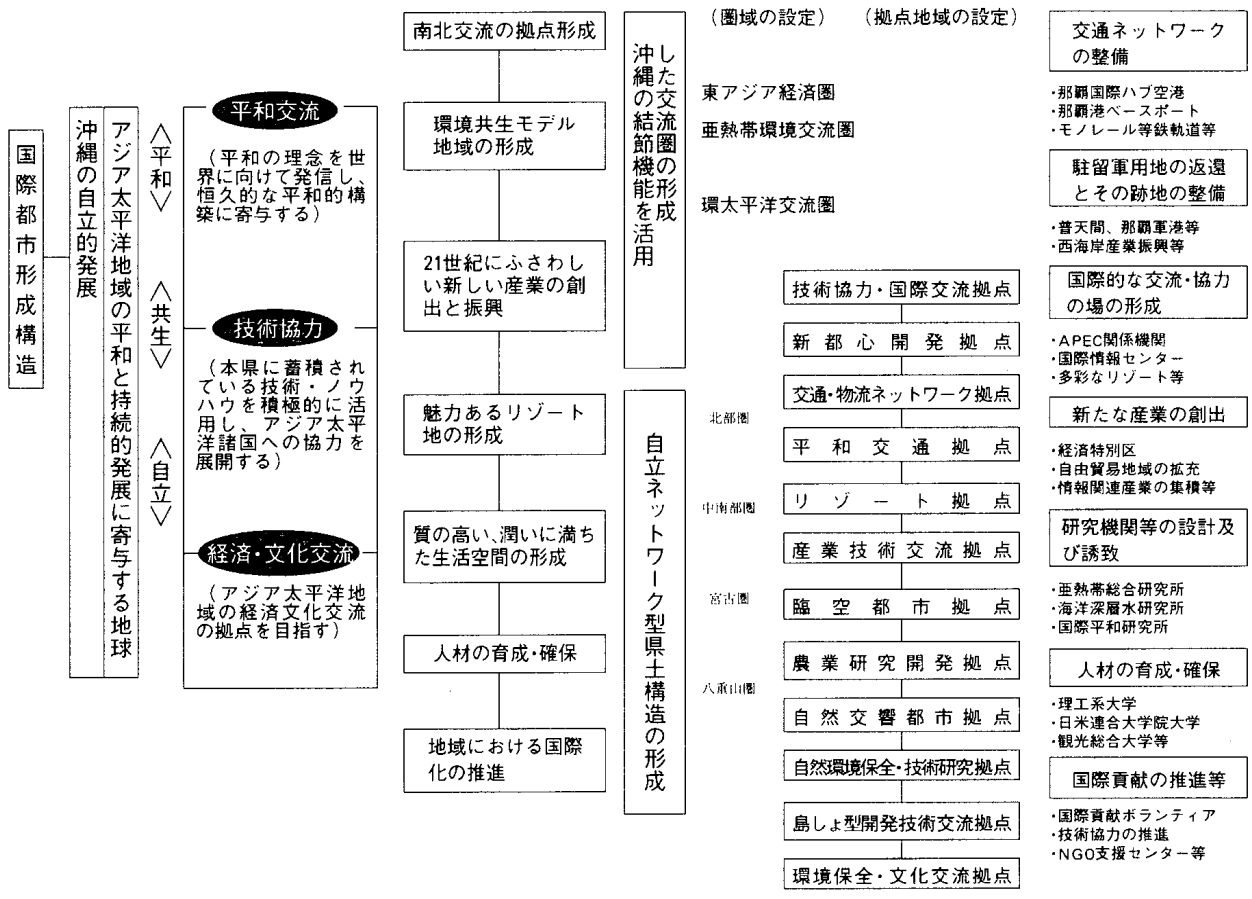 国際都市形成構造
沖縄の自立的発展
アジア太平洋地域の平和と持続的発展に寄与する地球
〈平和〉
〈共生〉
〈自立〉
平和交流
(平和の理念を世
界に向けて発信し、
恒久的な平和的構
築に寄与する)
技術協力
(本県に蓄積され
ている技術・ノウ
ハウを積極的に活
用し、アジア太平
洋諸国への協力を
展開する)
経済・文化交流
(アジア太平洋地
域の経済文化交流
の拠点を目指す)
南北交流の拠点形成
環境共生モデル
地域の形成
21世紀にふさわし
い新しい産業の創
出と振興
魅力あるリゾート
地の形成
質の高い、潤いに満ち
た生活空間の形成
人材の育成・確保
地域における国際
化の推進
沖縄の結節機能を活用
した交流圏の形成
自立ネットワーク型県土構造の形成
(圏域の設定)
東アジア経済圏
亜熱帯環境交流圏
環太平洋交流圏
北部圏
中南部圏
宮古圏
八重山圏
(拠点地域の設定)
技術協力・国際交流拠点
新都心開発拠点
交通・物流ネットワーク拠点
平和交通拠点
リゾート拠点
産業技術交流拠点
臨空都市拠点
農業研究開発拠点
自然交響都市拠点
自然環境保全・技術研究拠点
島しょ型開発技術交流拠点
環境保全・文化交流拠点
交通ネットワーク
の整備
・那覇国際ハブ空港
・那覇港ベースポート
・モノレール等鉄軌道等
駐留軍用地の返還
とその跡地の整備
・普天間、那覇軍港等
・西海岸産業振興等
国際的な交流・協力
の場の形成
・APEC関係機関
・国際情報センター
・多彩なリゾート等
新たな産業の創出
・経済特別区
・自由貿易地域の拡充
・情報関連産業の集積等
研究機関等の設計及
び誘致
・亜熱帯総合研究所
・海洋深層水研究所
・国際平和研究所
人材の育成・確保
・理工系大学
・日米連合大学院大学
・観光総合大学等
国際貢献の推進等
・国際貢献ボランティア
・技術協力の推進
・NGO支援センター等